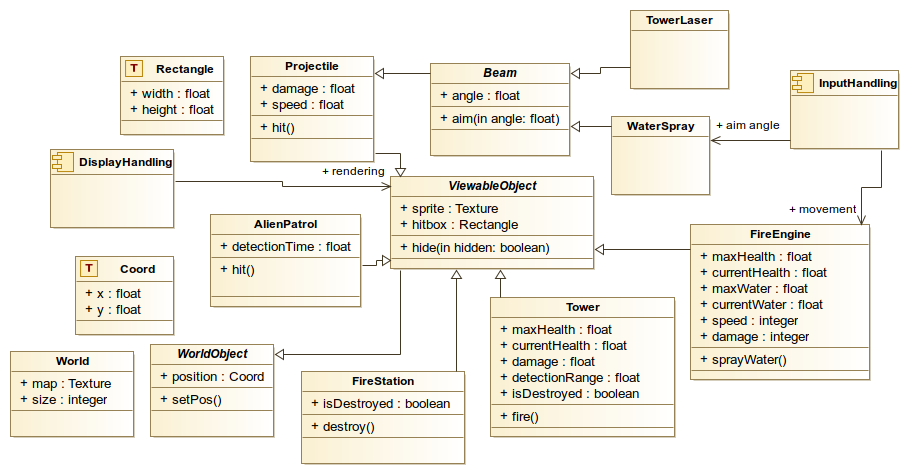 TowerLaser
T Rectangle
+ width : float
+ height : float
Projectile
+ damage : float
+ speed : float
+ hit()
Beam
+ angle : float
+ aim(in angle: float)
WaterSpray
+ aim angle
InputHandling
DisplayHandling
+ rendering
ViewableObject
+ sprite : Texture
+ hitbox : Rectangle
+ hide(in hidden: boolean)
+ movement
AlienPatrol
+ detectionTime : float
+ hit()
FireEngine
+ maxHealth : float
+ currentHealth : float
+ maxWater : float
+ currentWater : float
+ speed : integer
+ damage : integer
+ sprayWater()
T Coord
+ x : float
+ y : float
Tower
+ maxHealth : float
+ currentHealth : float
+ damage : float
+ detectionRange : float
+ isDestroyed : boolean
+ fire()
World
+ map : Texture
+ size : integer
WorldObject
+ position : Coord
+ setPos()
FireStation
+ isDestroyed : boolean
+ destroy()